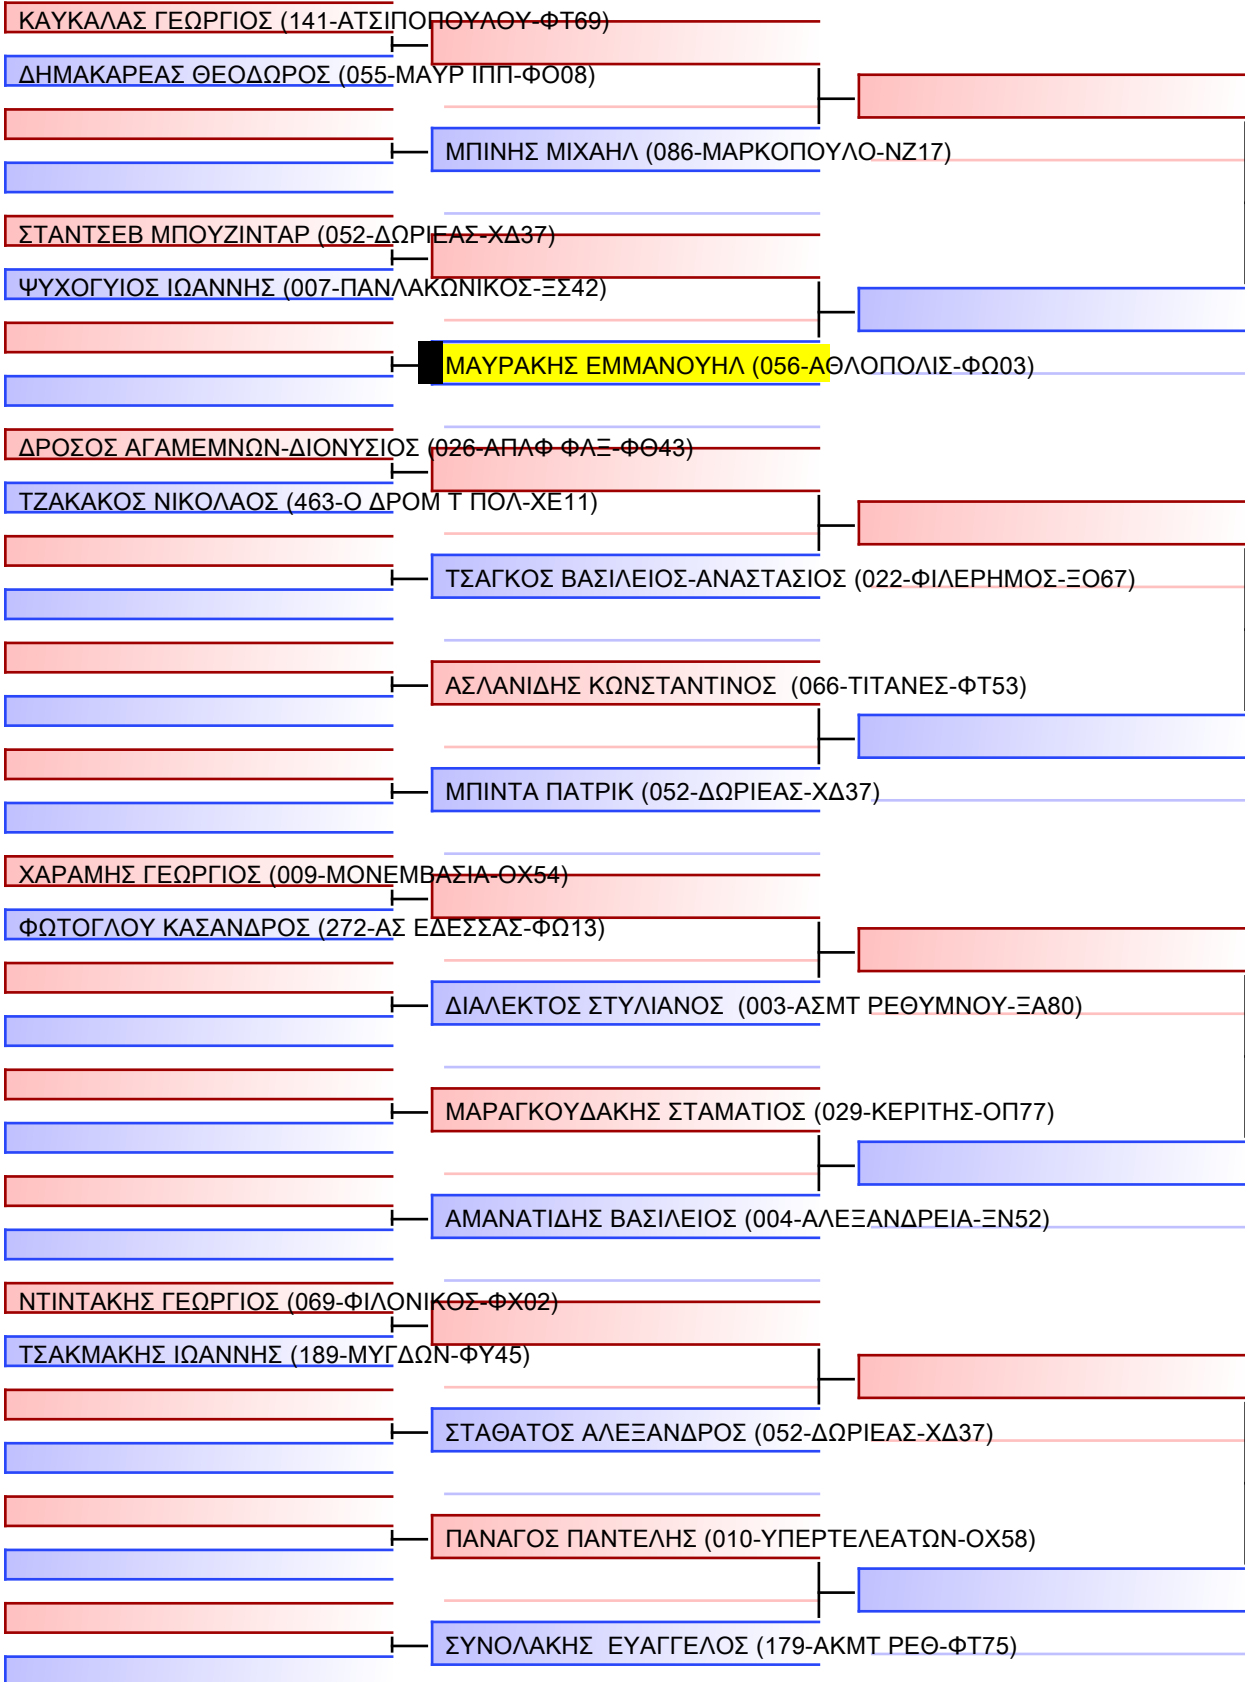 ΚΑΥΚΑΛΑΣ ΓΕΩΡΓΙΟΣ (141-ΑΤΣΙΠΟΠΟΥΛΟΥ-ΦΤ69)
ΔΗΜΑΚΑΡΕΑΣ ΘΕΟΔΩΡΟΣ (055-ΜΑΥΡ ΙΠΠ-ΦΟ08)
ΜΠΙΝΗΣ ΜΙΧΑΗΛ (086-ΜΑΡΚΟΠΟΥΛΟ-ΝΖ17)
ΣΤΑΝΤΣΕΒ ΜΠΟΥΖΙΝΤΑΡ (052-ΔΩΡΙΕΑΣ-ΧΔ37)
ΨΥΧΟΓΥΙΟΣ ΙΩΑΝΝΗΣ (007-ΠΑΝΛΑΚΩΝΙΚΟΣ-ΞΣ42)
ΜΑΥΡΑΚΗΣ ΕΜΜΑΝΟΥΗΛ (056-ΑΘΛΟΠΟΛΙΣ-ΦΩ03)
ΔΡΟΣΟΣ ΑΓΑΜΕΜΝΩΝ-ΔΙΟΝΥΣΙΟΣ (026-ΑΠΛΦ ΦΛΞ-ΦΘ43)
ΤΖΑΚΑΚΟΣ ΝΙΚΟΛΑΟΣ (463-Ο ΔΡΟΜ Τ ΠΟΛ-ΧΕ11)
ΤΣΑΓΚΟΣ ΒΑΣΙΛΕΙΟΣ-ΑΝΑΣΤΑΣΙΟΣ (022-ΦΙΛΕΡΗΜΟΣ-ΞΟ67)
ΑΣΛΑΝΙΔΗΣ ΚΩΝΣΤΑΝΤΙΝΟΣ  (066-ΤΙΤΑΝΕΣ-ΦΤ53)
ΜΠΙΝΤΑ ΠΑΤΡΙΚ (052-ΔΩΡΙΕΑΣ-ΧΔ37)
ΧΑΡΑΜΗΣ ΓΕΩΡΓΙΟΣ (009-ΜΟΝΕΜΒΑΣΙΑ-ΟΧ54)
ΦΩΤΟΓΛΟΥ ΚΑΣΑΝΔΡΟΣ (272-ΑΣ ΕΔΕΣΣΑΣ-ΦΩ13)
ΔΙΑΛΕΚΤΟΣ ΣΤΥΛΙΑΝΟΣ  (003-ΑΣΜΤ ΡΕΘΥΜΝΟΥ-ΞΑ80)
ΜΑΡΑΓΚΟΥΔΑΚΗΣ ΣΤΑΜΑΤΙΟΣ (029-ΚΕΡΙΤΗΣ-ΟΠ77)
ΑΜΑΝΑΤΙΔΗΣ ΒΑΣΙΛΕΙΟΣ (004-ΑΛΕΞΑΝΔΡΕΙΑ-ΞΝ52)
ΝΤΙΝΤΑΚΗΣ ΓΕΩΡΓΙΟΣ (069-ΦΙΛΟΝΙΚΟΣ-ΦΧ02)
ΤΣΑΚΜΑΚΗΣ ΙΩΑΝΝΗΣ (189-ΜΥΓΔΩΝ-ΦΥ45)
ΣΤΑΘΑΤΟΣ ΑΛΕΞΑΝΔΡΟΣ (052-ΔΩΡΙΕΑΣ-ΧΔ37)
ΠΑΝΑΓΟΣ ΠΑΝΤΕΛΗΣ (010-ΥΠΕΡΤΕΛΕΑΤΩΝ-ΟΧ58)
ΣΥΝΟΛΑΚΗΣ  ΕΥΑΓΓΕΛΟΣ (179-ΑΚΜΤ ΡΕΘ-ΦΤ75)